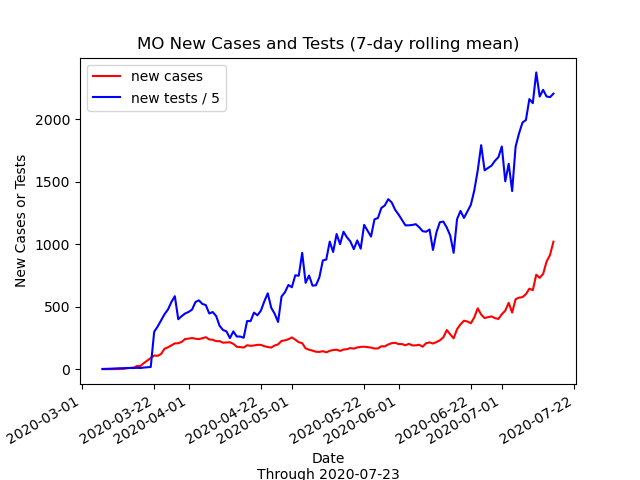 MO New Cases and Tests (7-day rolling mean)
new cases
new tests / 5
New Cases or Tests
2000
1500
1000
500
0
2020-03-01
2020-03-22
2020-04-01
2020-04-22
2020-05-01
2020-05-22
2020-06-01
2020-06-22
2020-07-01
2020-07-22
Date
Through 2020-07-23